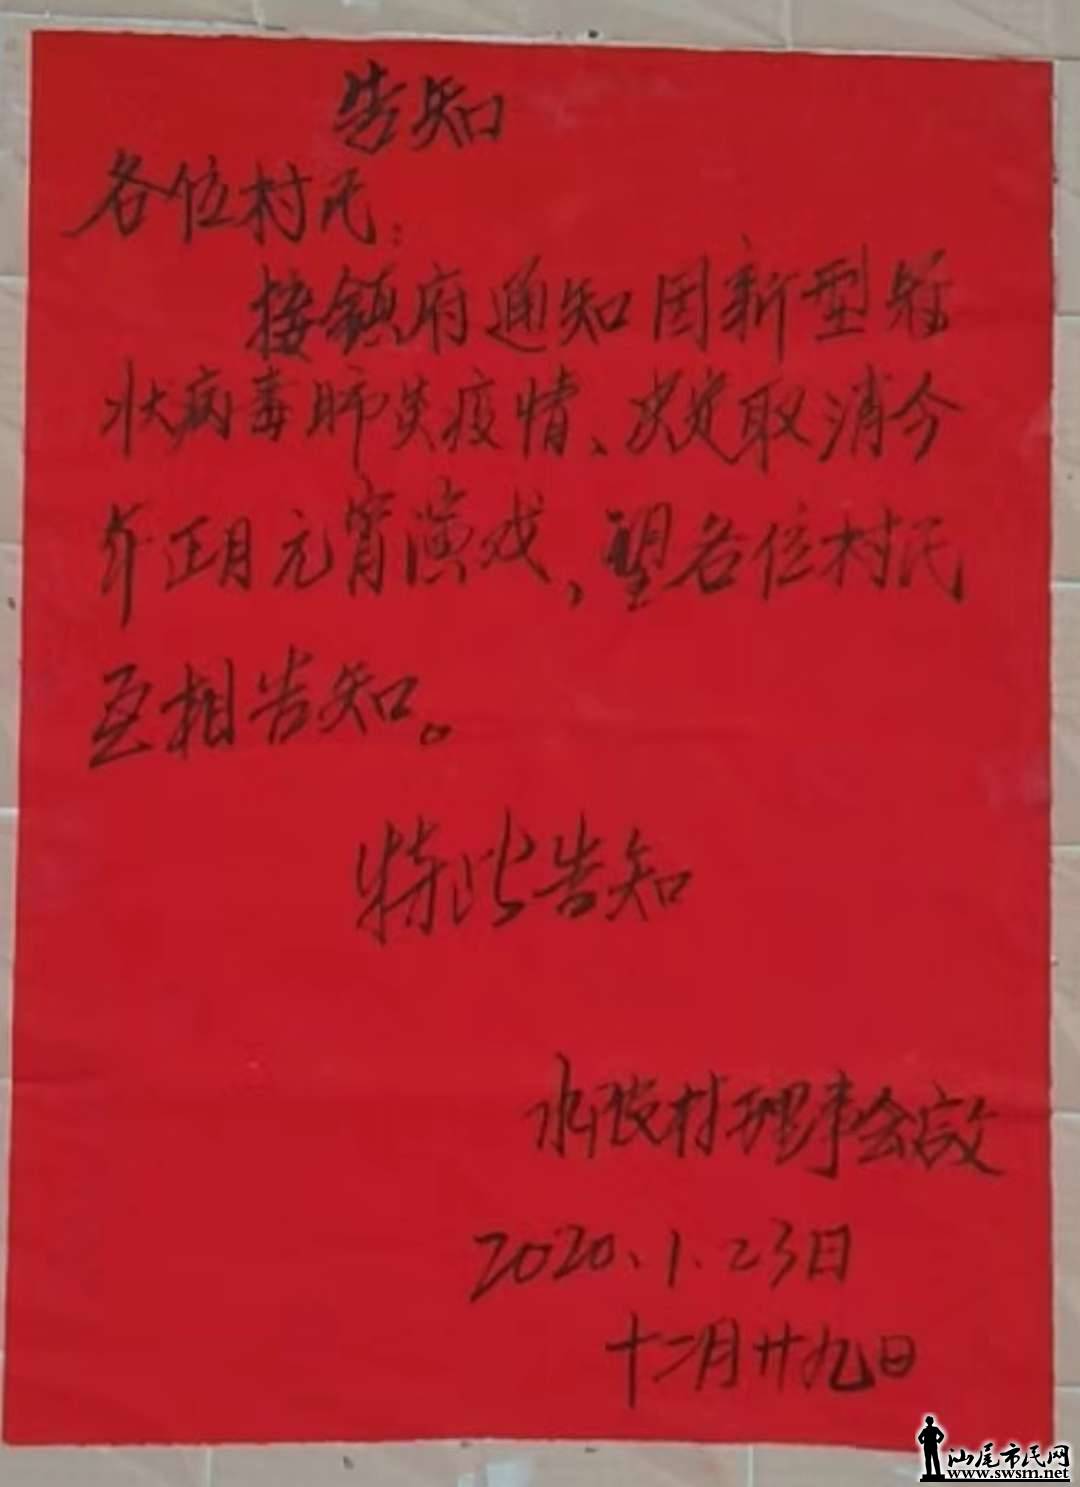 告知
各位村民:
接镇府通知因新型冠
状病毒肺炎疫情、决定取消今
年正月元宵演戏,望各位村民
互相告知。
特此告知
水 村理事会启
2020.1.23日
十二月廿九日
汕尾市民网
www.swsm.net